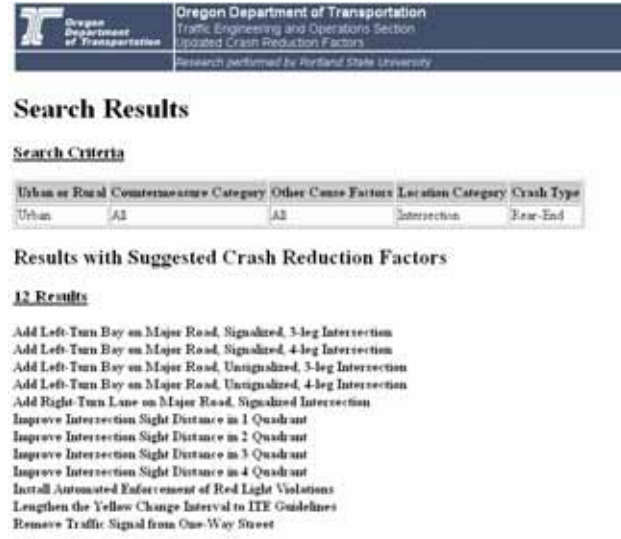 Oregon Department of Transportation
Oregon Department of Transportation
Traffic Engineering and Operations Section
Updated Crash Reduction Factors
Research performed by Portland State University
Search Results
Search Criteria
Urban or Rural Countermeasure Category Other Cause Factors Location Category Crash Type
Urban All All Intersection Rear-End
Results with Suggested Crash Reduction Factors
12 Results
Add Left-Turn Bay on Major Road, Signalized, 3-leg Intersection
Add Left-Turn Bay on Major Road, Signalized, 4-leg Intersection
Add Left-Turn Bay on Major Road, Unsignalized, 3-leg Intersection
Add Left-Turn Bay on Major Road, Unsignalized, 4-leg Intersection
Add Right-Turn Lane on Major Road, Signalized Intersection
Improve Intersection Sight Distance in 1 Quadrant
Improve Intersection Sight Distance in 2 Quadrant
Improve Intersection Sight Distance in 3 Quadrant
Improve Intersection Sight Distance in 4 Quadrant
Install Automated Enforcement of Red Light Violations
Lengthen the Yellow Change Interval to ITE Guidelines
Remove Traffic Signal from One-Way Street